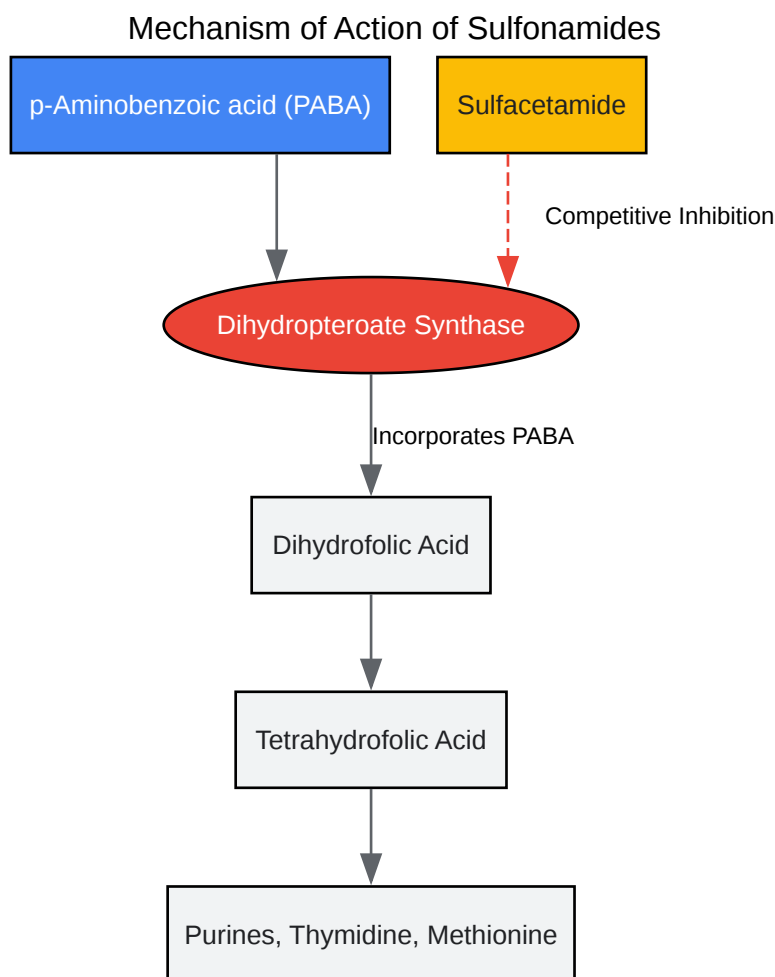 Mechanism of Action of Sulfonamides
p-Aminobenzoic acid (PABA)
Sulfacetamide
Competitive Inhibition
Dihydropteroate Synthase
Incorporates PABA
Dihydrofolic Acid
Tetrahydrofolic Acid
Purines, Thymidine, Methionine